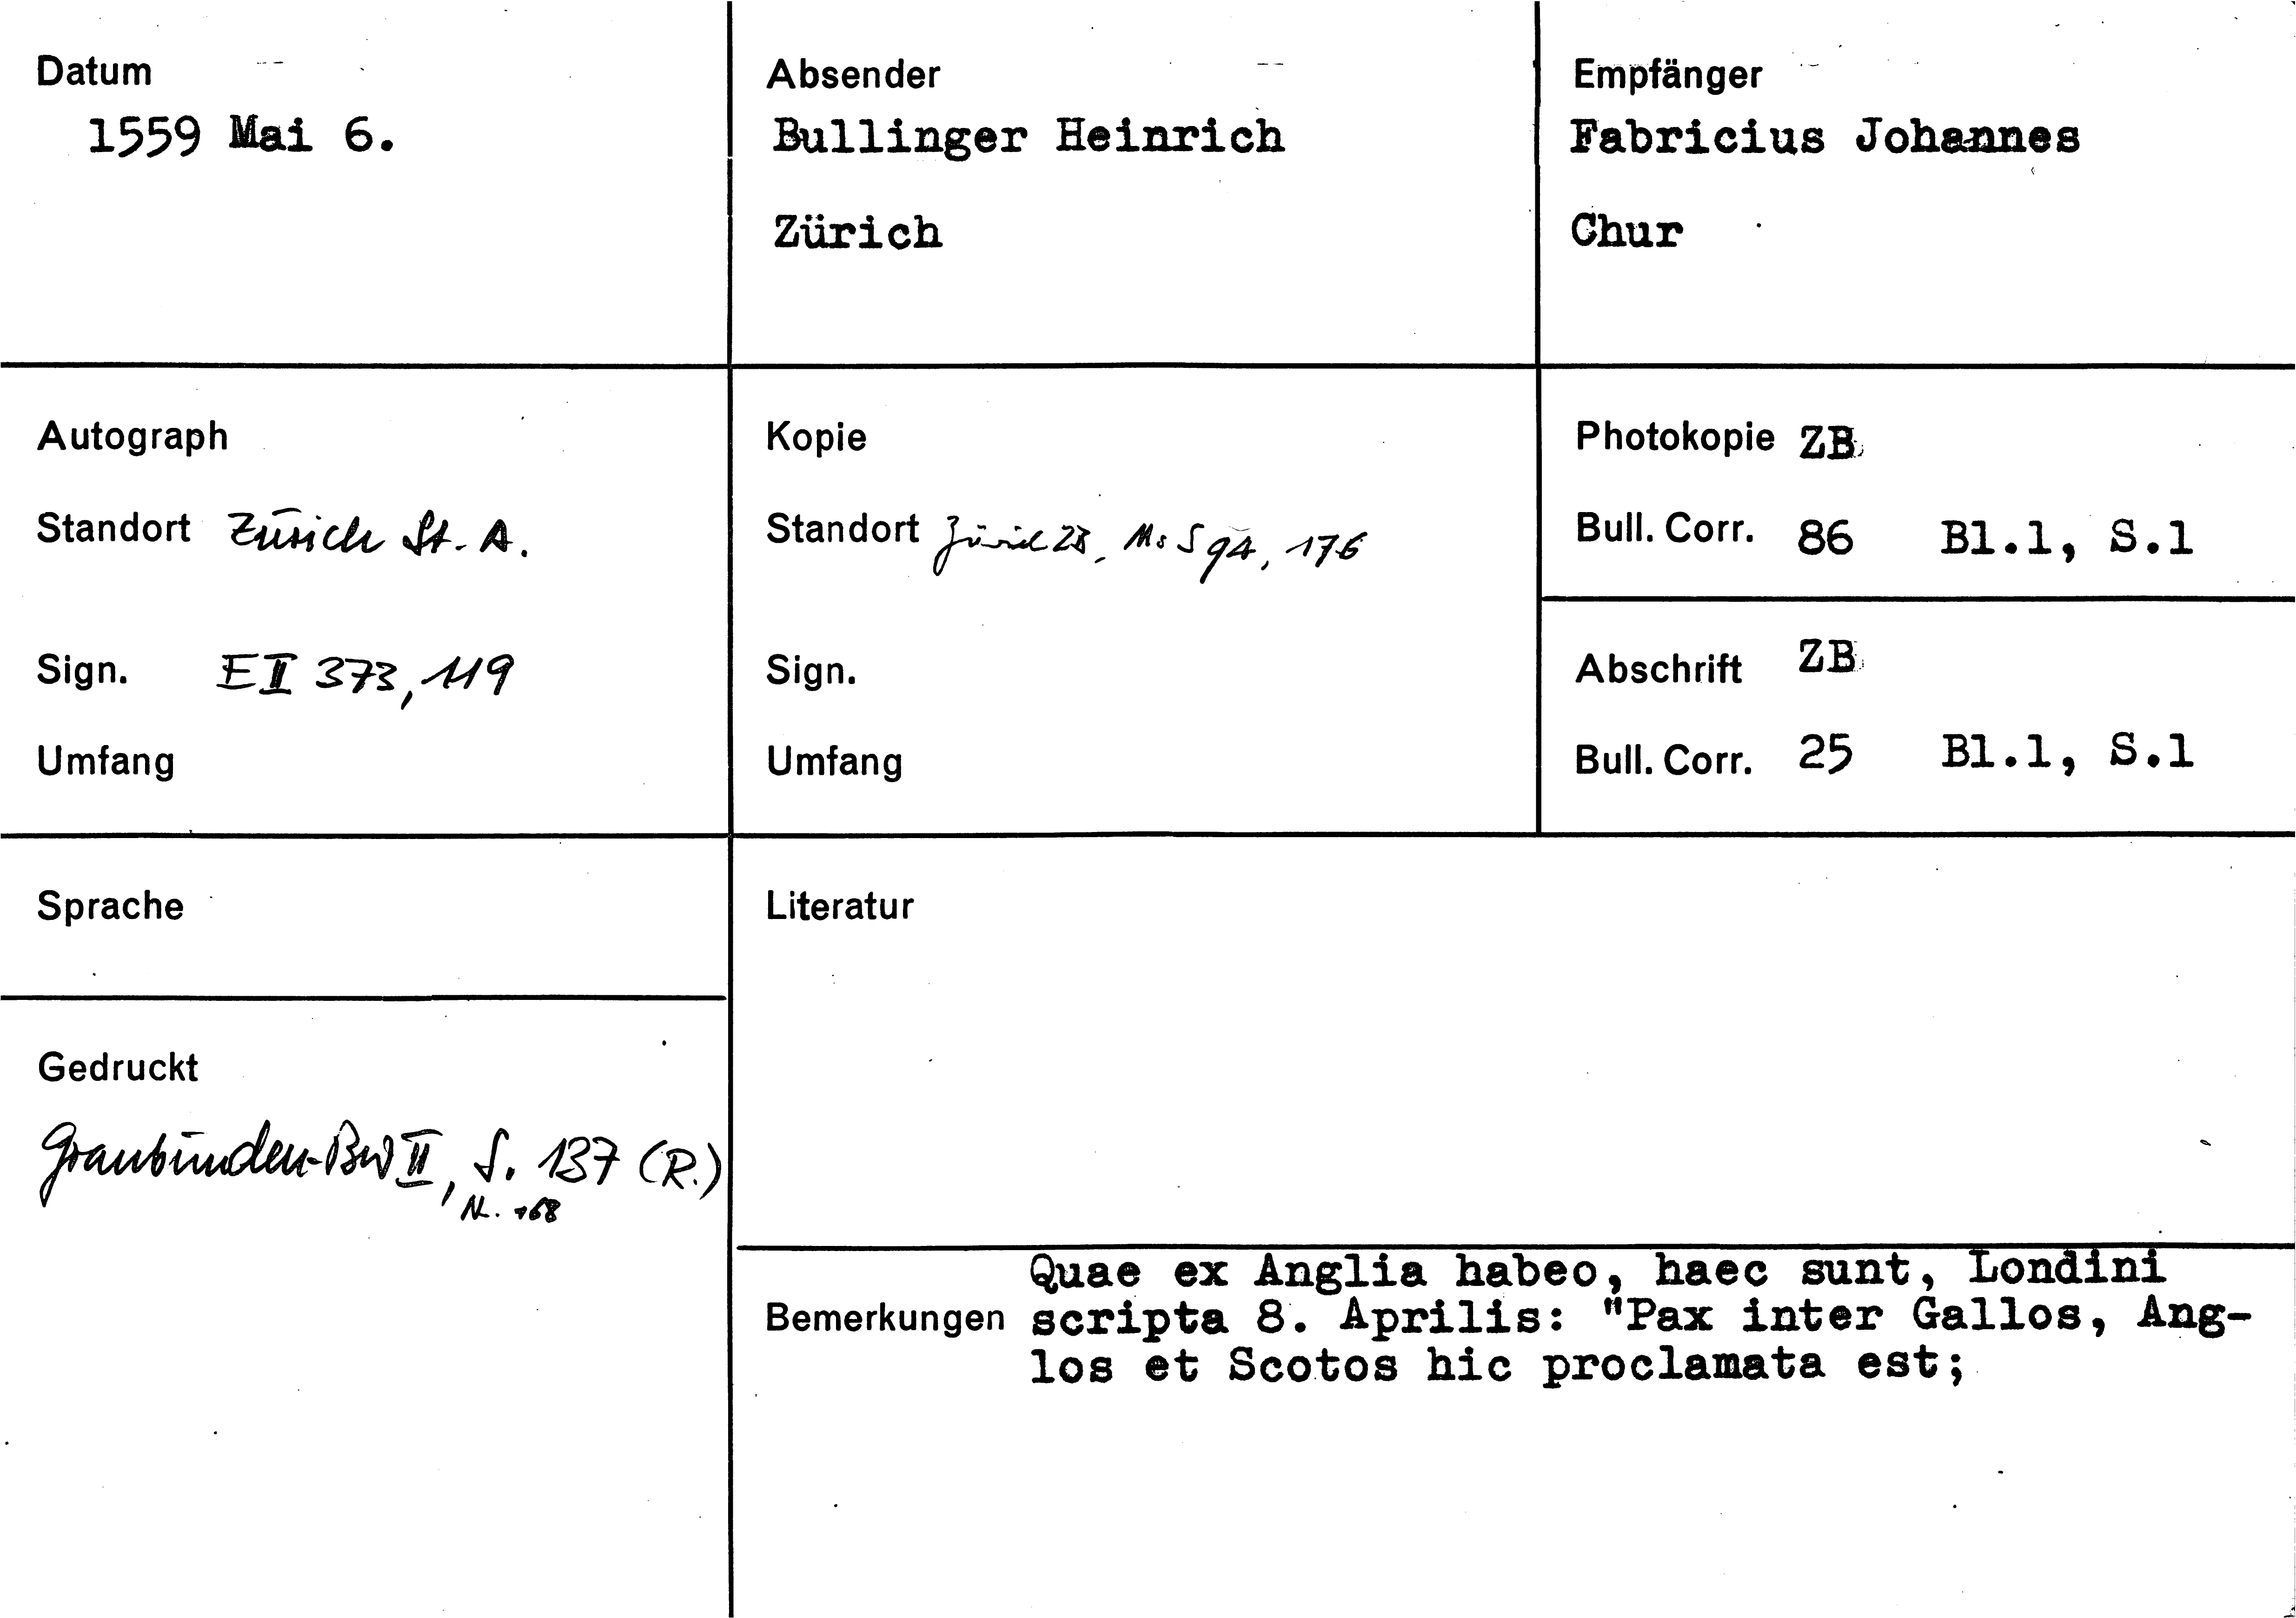 Datum
1559 Mai 6.
Absender
Bullinger Heinrich
Zürich
Empfänger
Fabricius Johannes
Chur
Autograph
Standort Zürich St. A.
Sign. E II 373, 119
Umfang
Kopie
Standort Zürich ZB, Ms S 94, 176
Sign.
Umfang
Photokopie ZB
Bull. Corr. 86 Bl.1, S.1
Abschrift ZB
Bull. Corr. 25 Bl.1, S.1
Sprache
Literatur
Gedruckt
Graubünden-BW II, S. 137 (R.)
Nr. 168
Bemerkungen
Quae ex Anglia habeo, haec sunt, Londini
scripta 8. Aprilis: "Pax inter Gallos, Ang-
los et Scotos hic proclamata est;